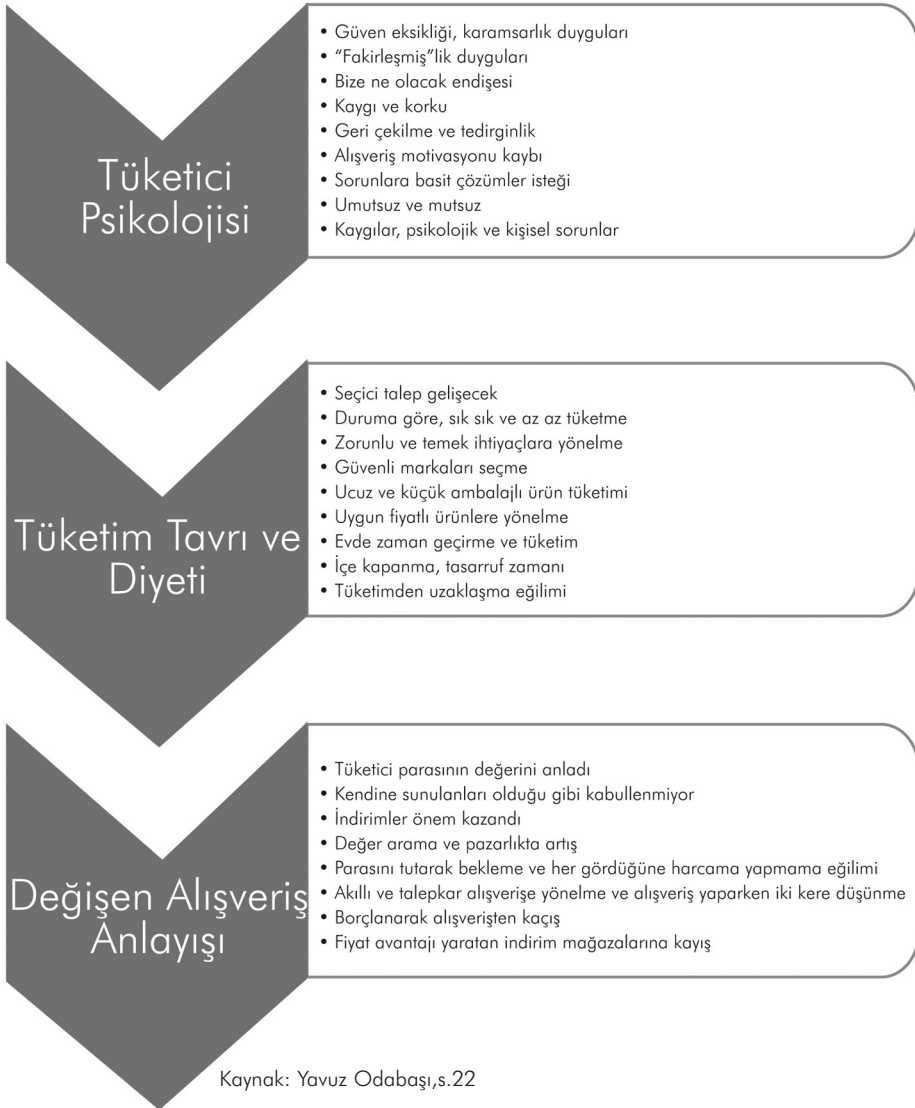 Tüketici
Psikolojisi
• Güven eksikliği, karamsarlık duyguları
• “Fakirleşmiş”lik duyguları
• Bize ne olacak endişesi
• Kaygı ve korku
• Geri çekilme ve tedirginlik
• Alışveriş motivasyonu kaybı
• Sorunlara basit çözümler isteği
• Umutsuz ve mutsuz
• Kaygılar, psikolojik ve kişisel sorunlar
Tüketim Tavrı ve
Diyeti
• Seçici talep gelişecek
• Duruma göre, sık sık ve az az tüketme
• Zorunlu ve temek ihtiyaçlara yönelme
• Güvenli markaları seçme
• Ucuz ve küçük ambalajlı ürün tüketimi
• Uygun fiyatlı ürünlere yönelme
• Evde zaman geçirme ve tüketim
• İçe kapanma, tasarruf zamanı
• Tüketimden uzaklaşma eğilimi
Değişen Alışveriş
Anlayışı
• Tüketici parasının değerini anladı
• Kendine sunulanları olduğu gibi kabullenmiyor
• İndirimler önem kazandı
• Değer arama ve pazarlıkta artış
• Parasını tutarak bekleme ve her gördüğüne harcama yapmama eğilimi
• Akıllı ve talepkar alışverişe yönelme ve alışveriş yaparken iki kere düşünme
• Borçlanarak alışverişten kaçış
• Fiyat avantajı yaratan indirim mağazalarına kayış
Kaynak: Yavuz Odabaşı,s.22